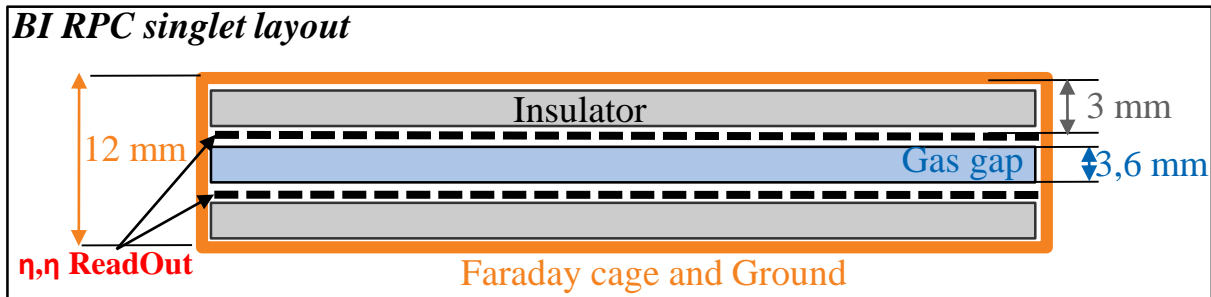 BI RPC singlet layout
Insulator
3 mm
12 mm
Gas gap
3,6 mm
η,η ReadOut
Faraday cage and Ground